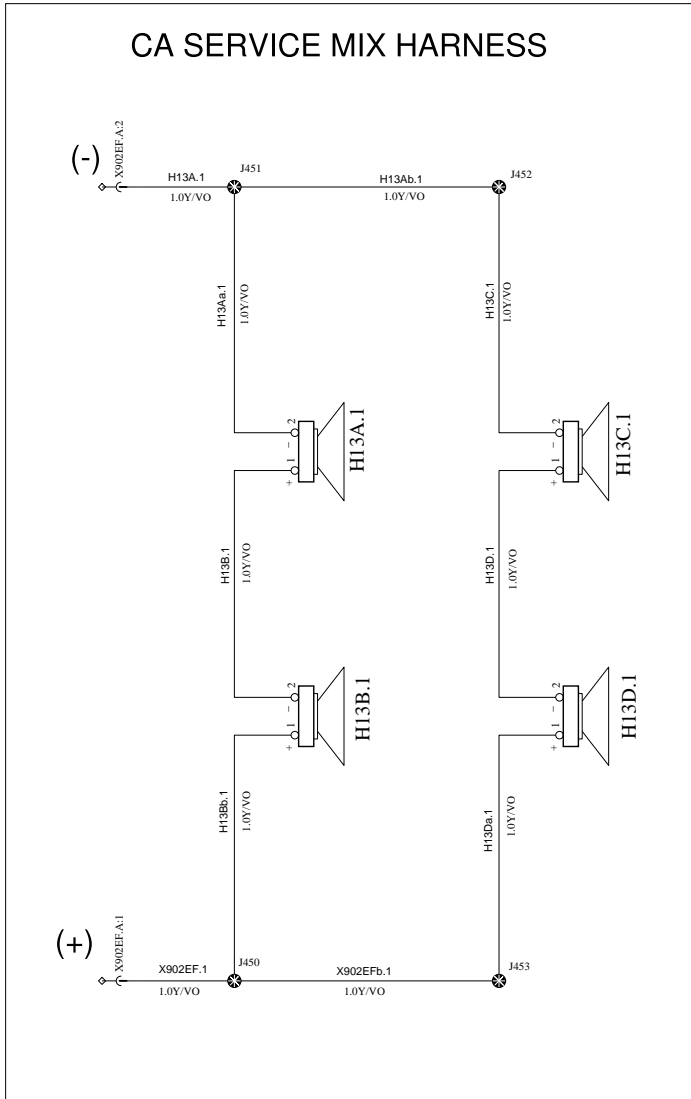 CA SERVICE MIX HARNESS
(-)
X902EF.A:2
H13A.1
1.0Y/VO
J451
H13Ab.1
1.0Y/VO
J452
H13Aa.1
1.0Y/VO
H13C.1
1.0Y/VO
2
−
1
+
H13A.1
2
−
1
+
H13C.1
H13B.1
1.0Y/VO
H13D.1
1.0Y/VO
2
−
1
+
H13B.1
2
−
1
+
H13D.1
H13Bb.1
1.0Y/VO
H13Da.1
1.0Y/VO
(+)
X902EF.A:1
X902EF.1
1.0Y/VO
J450
X902EFb.1
1.0Y/VO
J453